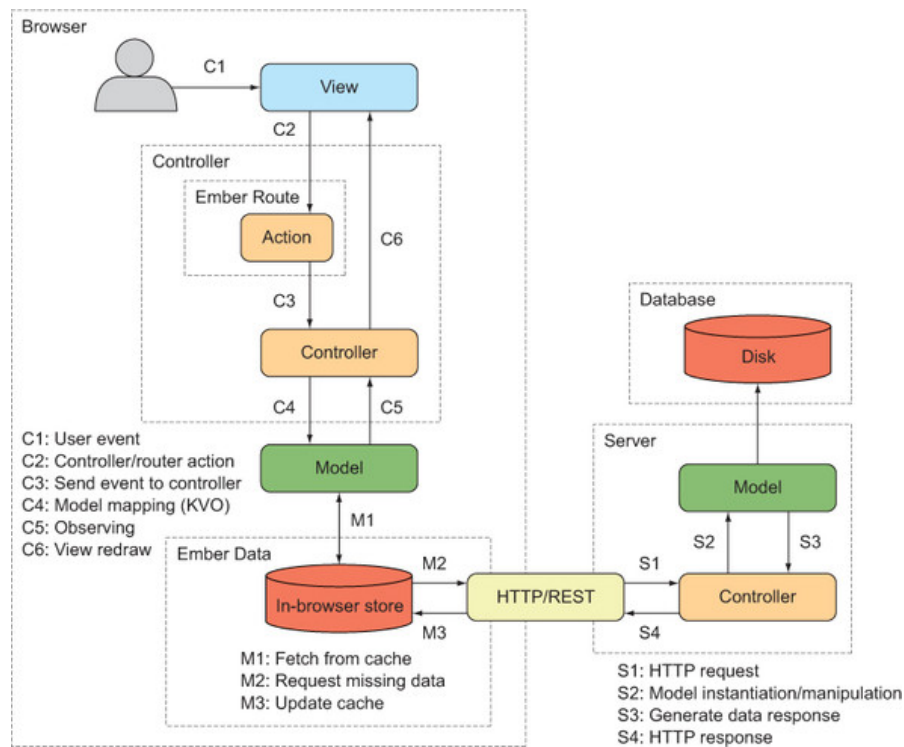 Browser
C1
View
C2
Controller
Ember Route
Action
C6
C3
Controller
C4
C5
C1: User event
C2: Controller/router action
C3: Send event to controller
C4: Model mapping (KVO)
C5: Observing
C6: View redraw
Model
M1
Ember Data
In-browser store
M2
M3
M1: Fetch from cache
M2: Request missing data
M3: Update cache
HTTP/REST
Database
Disk
Server
Model
S2
S3
S1
Controller
S4
S1: HTTP request
S2: Model instantiation/manipulation
S3: Generate data response
S4: HTTP response